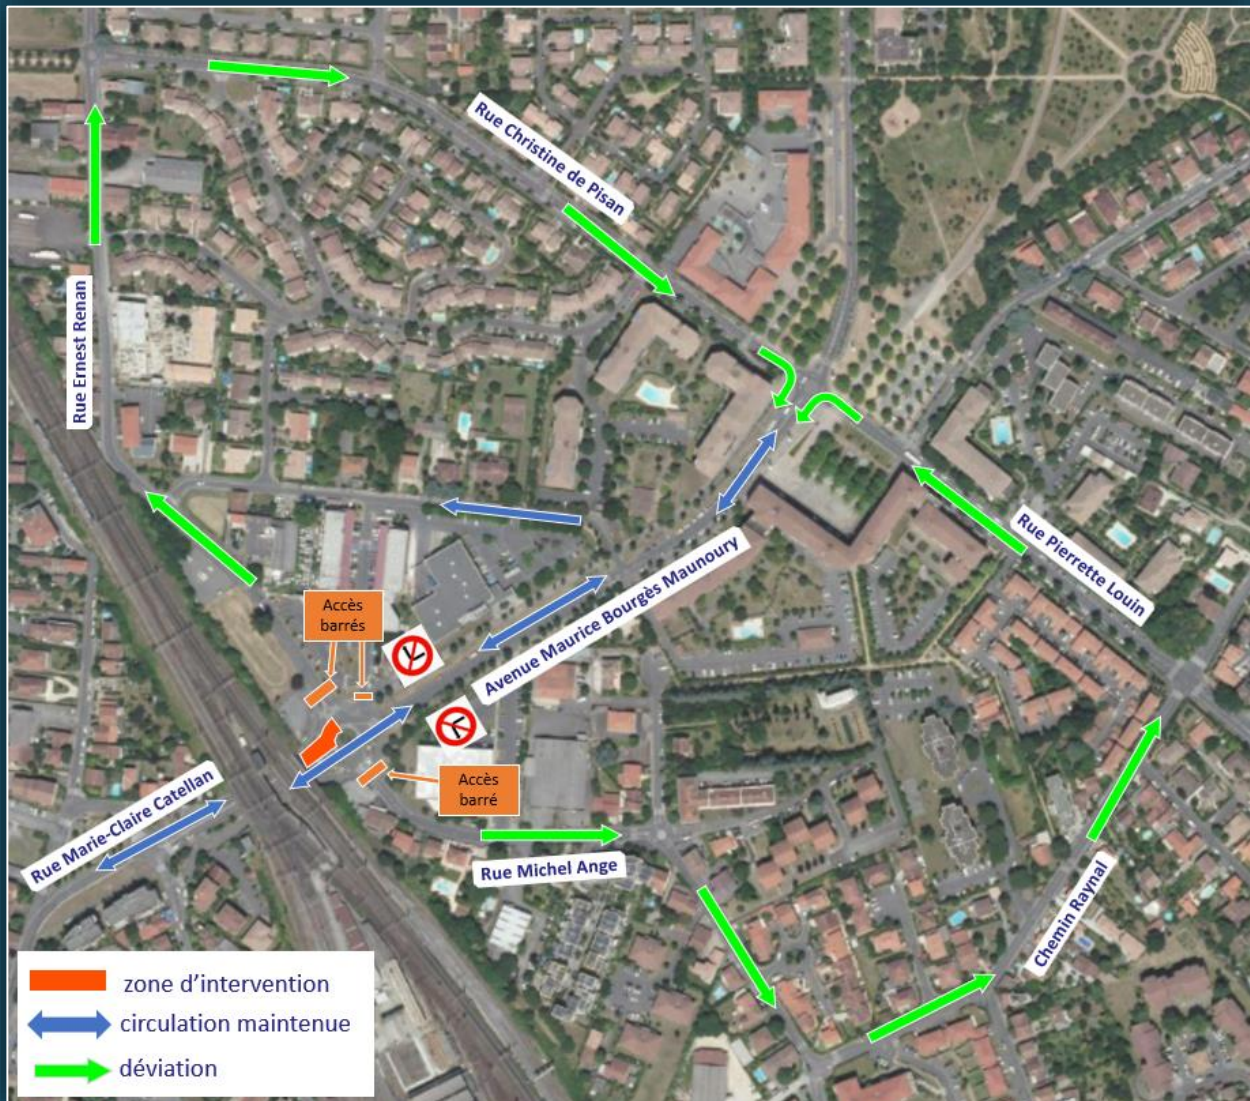 Rue Christine de Pisan
Rue Ernest Renan
Rue Pierrette Louin
Avenue Maurice Bourgès Maunoury
Accès
barrés
Accès
barré
Rue Marie-Claire Catellan
Rue Michel Ange
Chemin Raynal
zone d'intervention
circulation maintenue
déviation